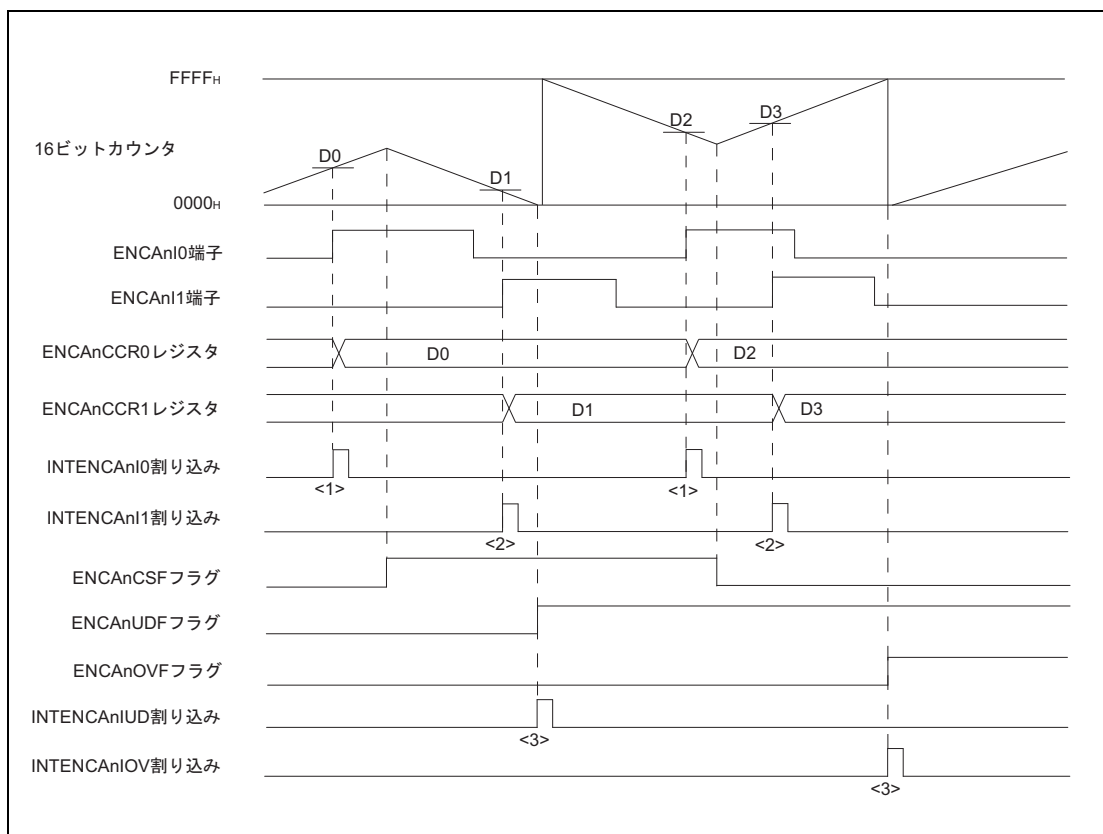 FFFFH
16ビットカウンタ
D0
D1
D2
D3
0000H
ENCAnI0端子
ENCAnI1端子
ENCAnCCR0レジスタ
D0
D2
ENCAnCCR1レジスタ
D1
D3
INTENCAnI0割り込み
<1>
<1>
INTENCAnI1割り込み
<2>
<2>
ENCAnCSFフラグ
ENCAnUDFフラグ
ENCAnOVFフラグ
INTENCAnIUD割り込み
<3>
INTENCAnIOV割り込み
<3>